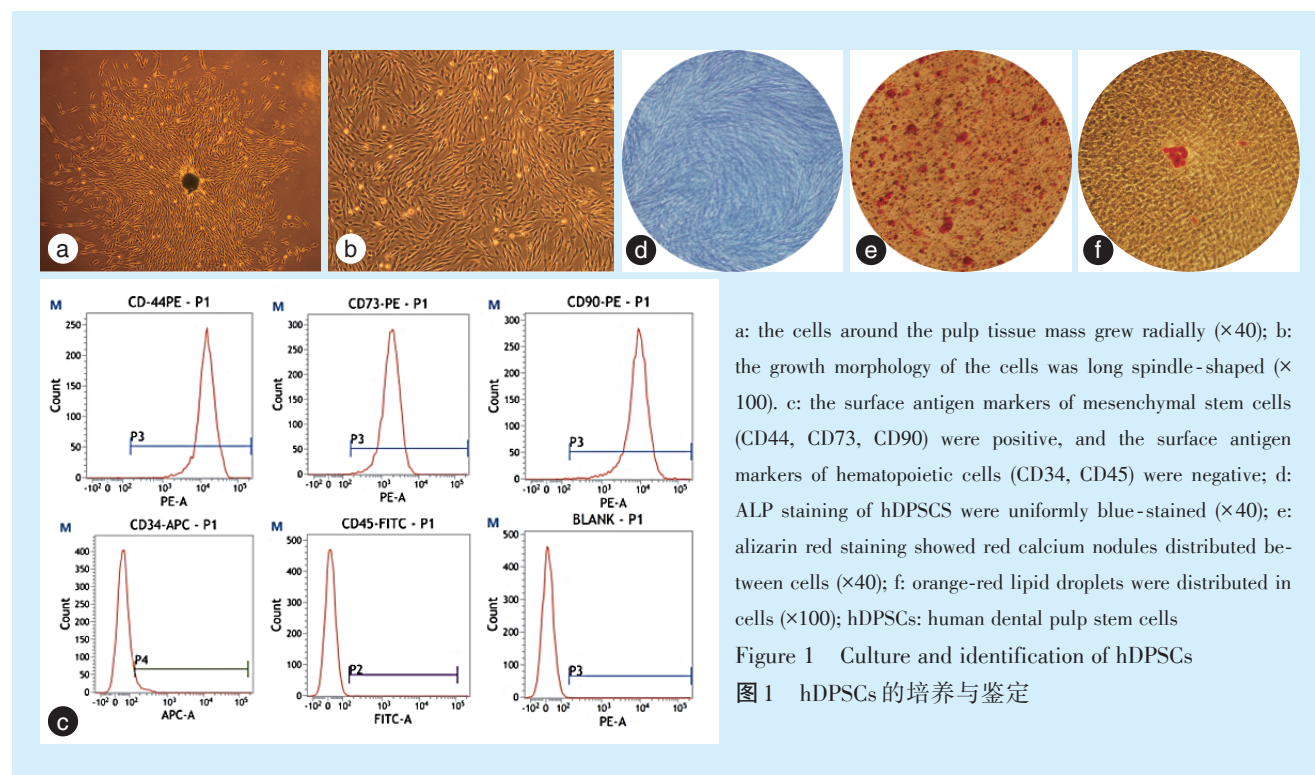 a
b
d
e
f
M
CD-44PE - P1
250
200
150
100
50
0
Count
P3
-10² 0 10² 10³ 10⁴ 10⁵
PE-A
M
CD73-PE - P1
300
250
200
150
100
50
0
Count
P3
-10² 0 10² 10³ 10⁴ 10⁵
PE-A
M
CD90-PE - P1
300
250
200
150
100
50
0
Count
P3
-10² 0 10² 10³ 10⁴ 10⁵
PE-A
M
CD34-APC - P1
400
350
300
250
200
150
100
50
0
Count
P4
-10² 0 10² 10³ 10⁴ 10⁵
APC-A
M
CD45-FITC - P1
500
400
300
200
100
0
Count
P2
-10² 0 10² 10³ 10⁴ 10⁵
FITC-A
M
BLANK - P1
500
400
300
200
100
0
Count
P3
-10² 0 10² 10³ 10⁴ 10⁵
PE-A
c
a: the cells around the pulp tissue mass grew radially (×40); b:
the growth morphology of the cells was long spindle-shaped (×
100). c: the surface antigen markers of mesenchymal stem cells
(CD44, CD73, CD90) were positive, and the surface antigen
markers of hematopoietic cells (CD34, CD45) were negative; d:
ALP staining of hDPSCS were uniformly blue-stained (×40); e:
alizarin red staining showed red calcium nodules distributed be-
tween cells (×40); f: orange-red lipid droplets were distributed in
cells (×100); hDPSCs: human dental pulp stem cells
Figure 1 Culture and identification of hDPSCs
图 1 hDPSCs 的培养与鉴定